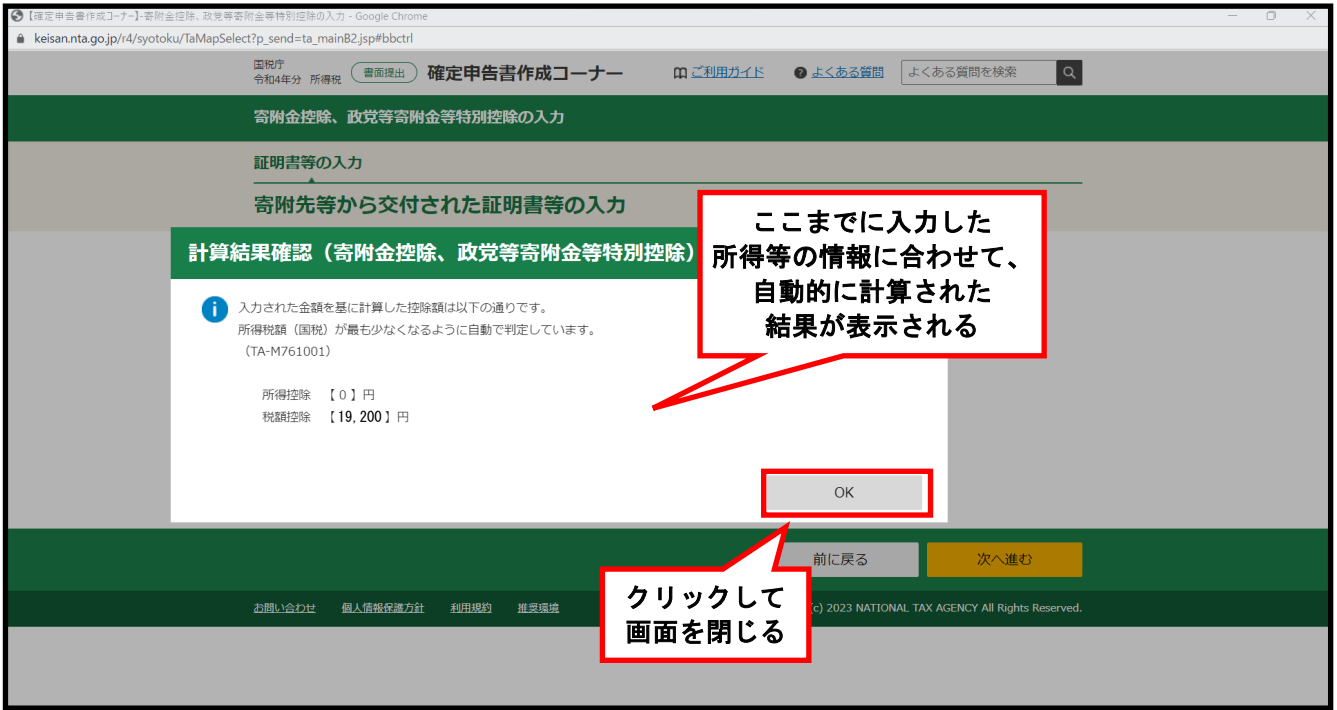 【確定申告書作成コーナー】-寄附金控除、政党等寄附金等特別控除の入力 - Google Chrome
keisan.nta.go.jp/r4/syotoku/TaMapSelect?p_send=ta_mainB2.jsp#bbctrl
国税庁
令和4年分 所得税 書面提出 確定申告書作成コーナー ご利用ガイド よくある質問 よくある質問を検索
寄附金控除、政党等寄附金等特別控除の入力
証明書等の入力
寄附先等から交付された証明書等の入力
計算結果確認（寄附金控除、政党等寄附金等特別控除）
ここまでに入力した
所得等の情報に合わせて、
自動的に計算された
結果が表示される
入力された金額を基に計算した控除額は以下の通りです。
所得税額（国税）が最も少なくなるように自動で判定しています。
（TA-M761001）
所得控除 【 0 】円
税額控除 【 19,200 】円
OK
前に戻る 次へ進む
クリックして
画面を閉じる
お問い合わせ 個人情報保護方針 利用規約 推奨環境
(c) 2023 NATIONAL TAX AGENCY All Rights Reserved.